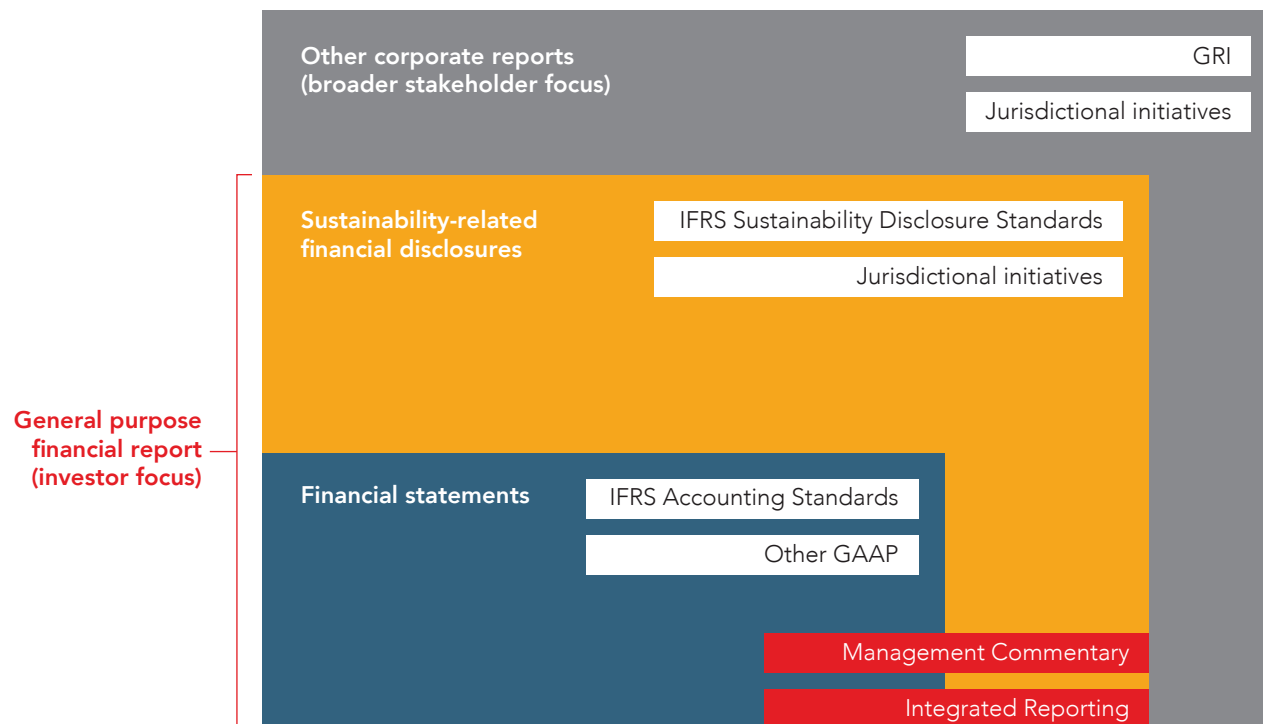 Other corporate reports
(broader stakeholder focus)
GRI
Jurisdictional initiatives
Sustainability-related
financial disclosures
IFRS Sustainability Disclosure Standards
Jurisdictional initiatives
General purpose
financial report
(investor focus)
Financial statements
IFRS Accounting Standards
Other GAAP
Management Commentary
Integrated Reporting